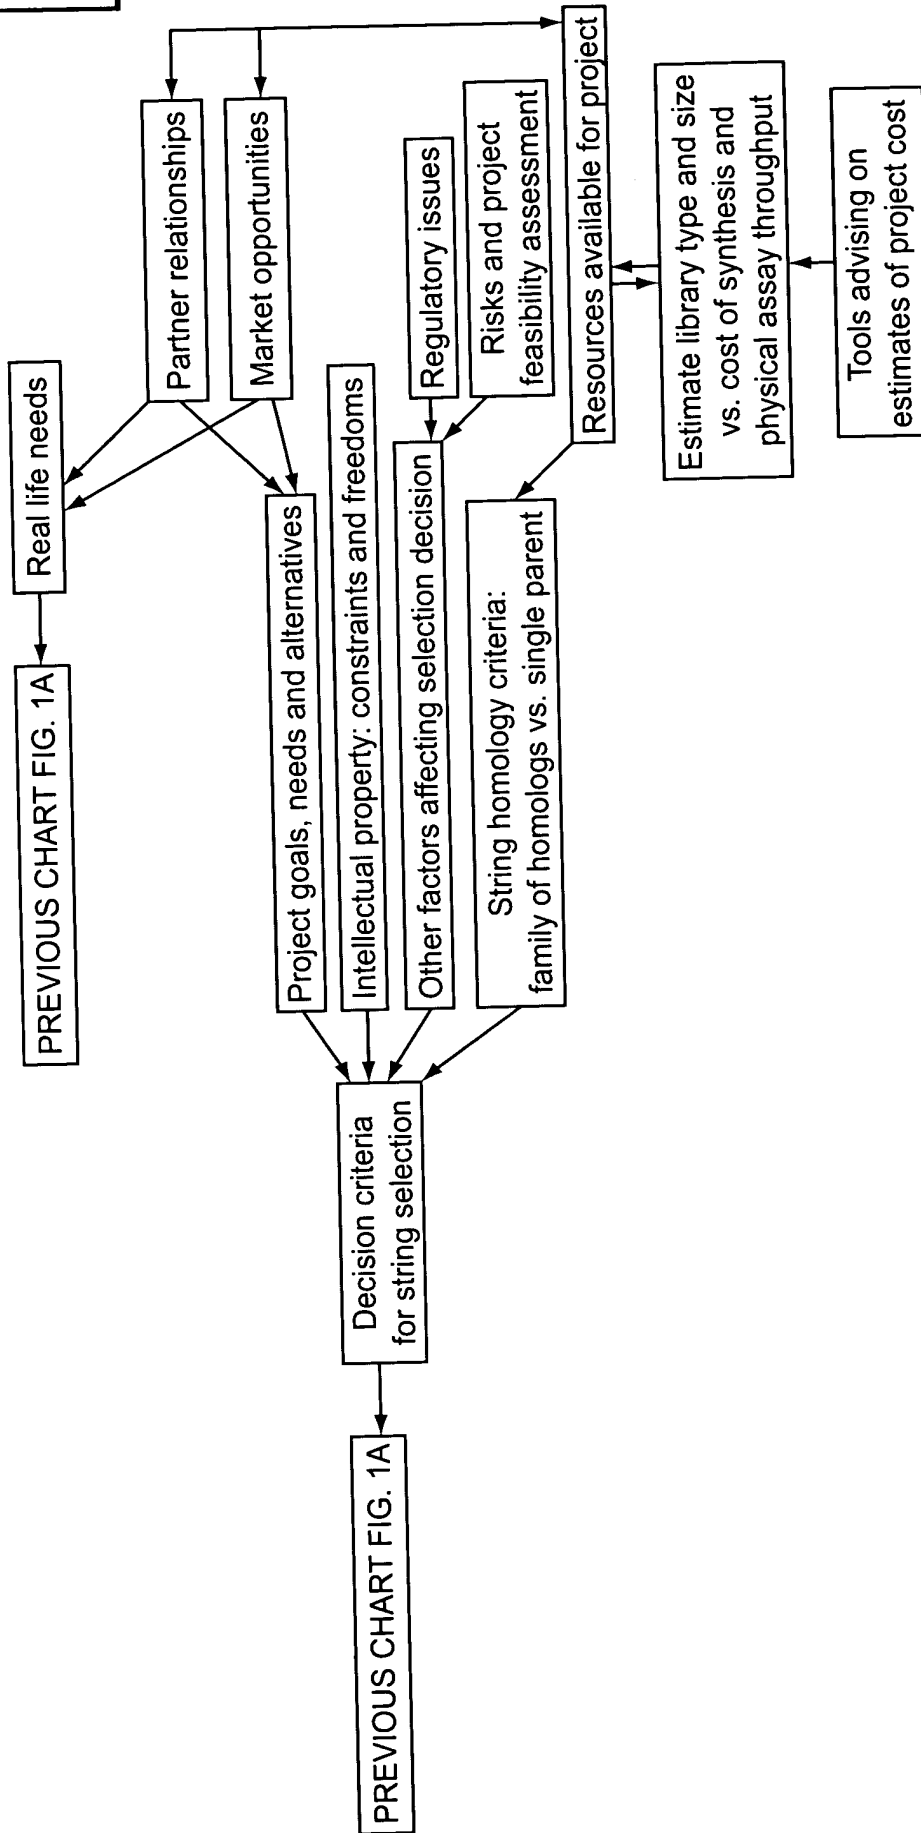 PREVIOUS CHART FIG. 1A
Real life needs
Partner relationships
Market opportunities
Project goals, needs and alternatives
Intellectual property: constraints and freedoms
PREVIOUS CHART FIG. 1A
Decision criteria
for string selection
Other factors affecting selection decision
Regulatory issues
Risks and project
feasibility assessment
String homology criteria:
family of homologs vs. single parent
Resources available for project
Estimate library type and size
vs. cost of synthesis and
physical assay throughput
Tools advising on
estimates of project cost